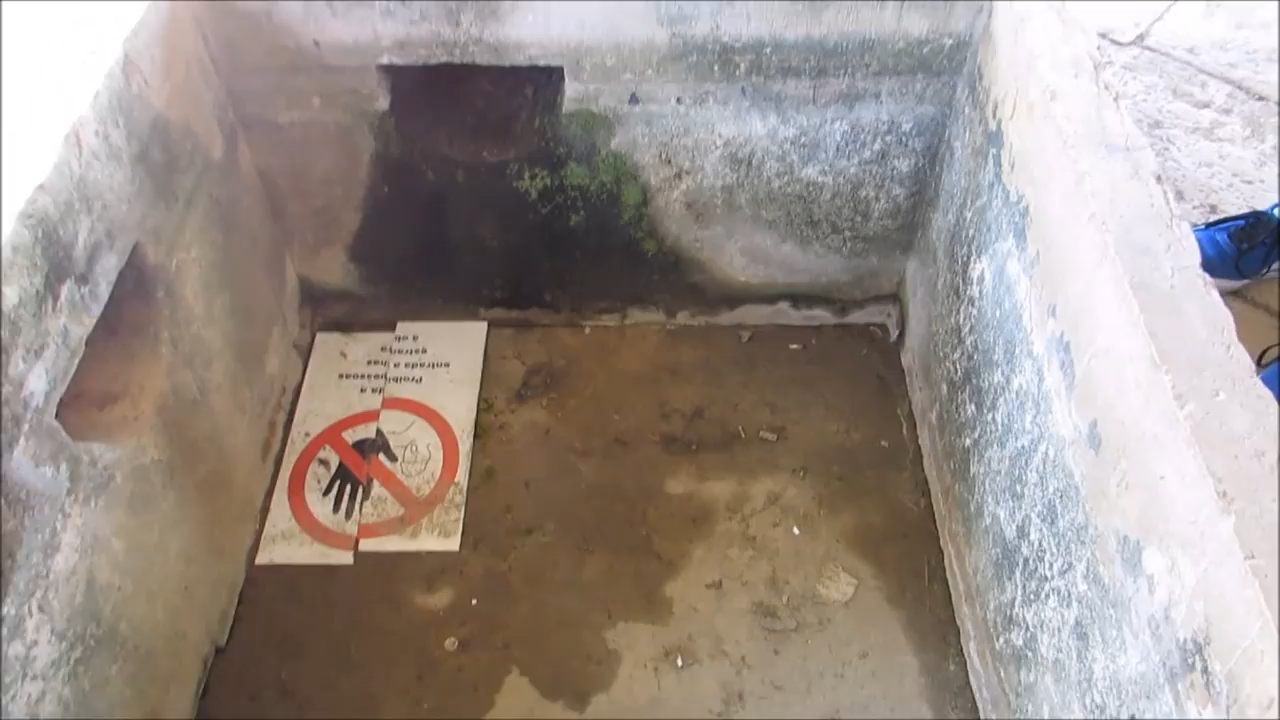 Proibida a
entrada a pessoas
estranhas
à ob